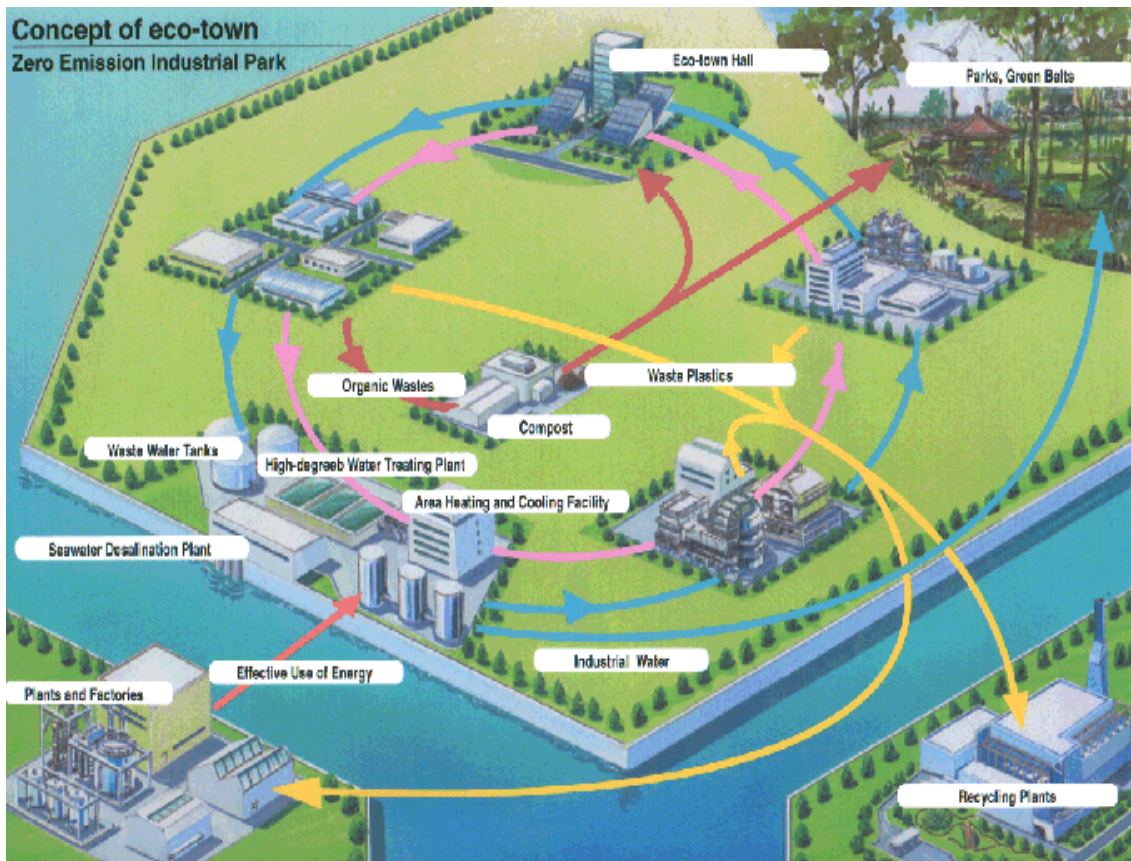 Concept of eco-town
Zero Emission Industrial Park
Eco-town Hall
Parks, Green Belts
Organic Wastes
Waste Plastics
Compost
Waste Water Tanks
High-degreeb Water Treating Plant
Area Heating and Cooling Facility
Seawater Desalination Plant
Industrial Water
Effective Use of Energy
Plants and Factories
Recycling Plants